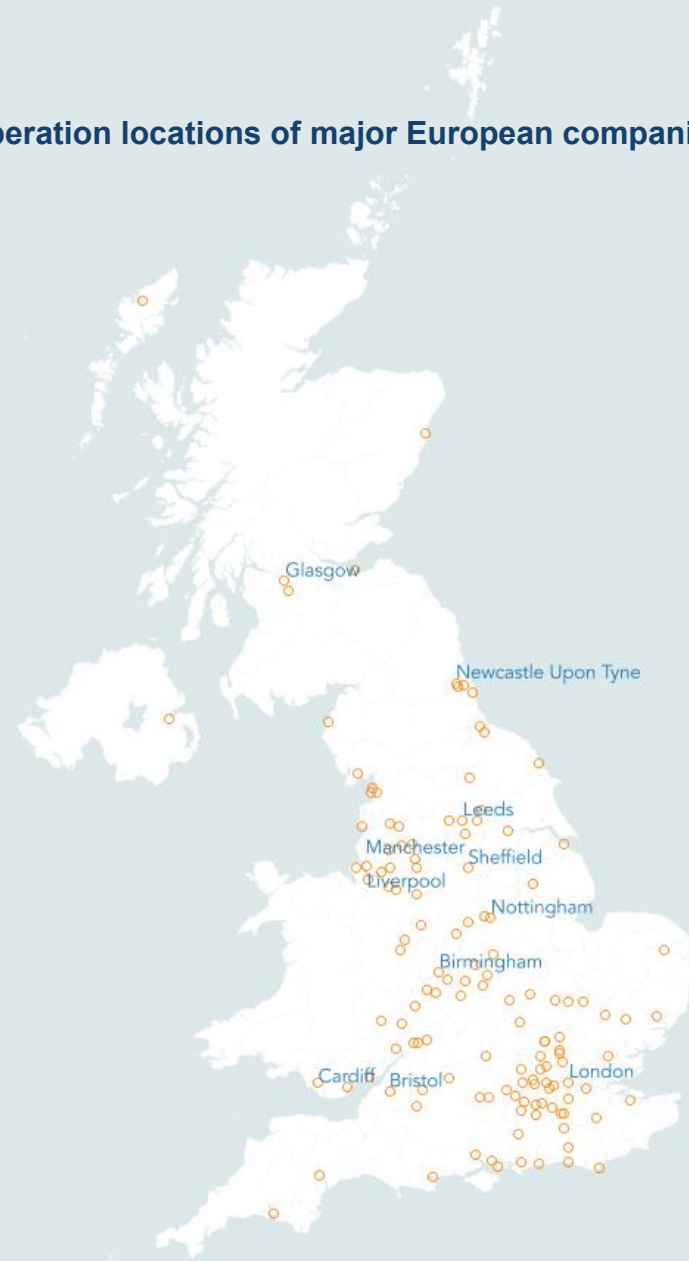 peration locations of major European compani
Glasgow
Newcastle Upon Tyne
Leeds
Manchester
Sheffield
Liverpool
Nottingham
Birmingham
London
Cardiff
Bristol